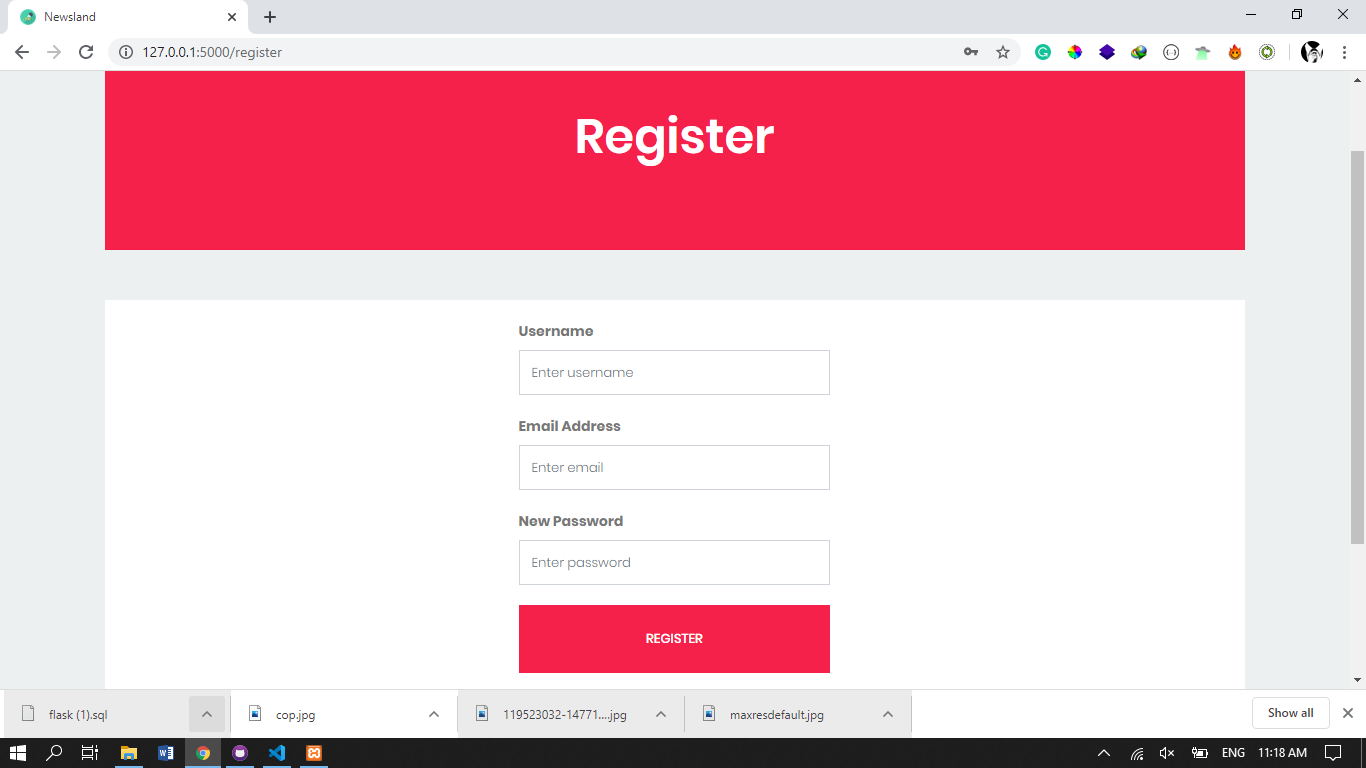 Newsland
127.0.0.1:5000/register
Register
Username
Enter username
Email Address
Enter email
New Password
Enter password
REGISTER
flask (1).sql
cop.jpg
119523032-14771....jpg
maxresdefault.jpg
Show all
ENG
11:18 AM